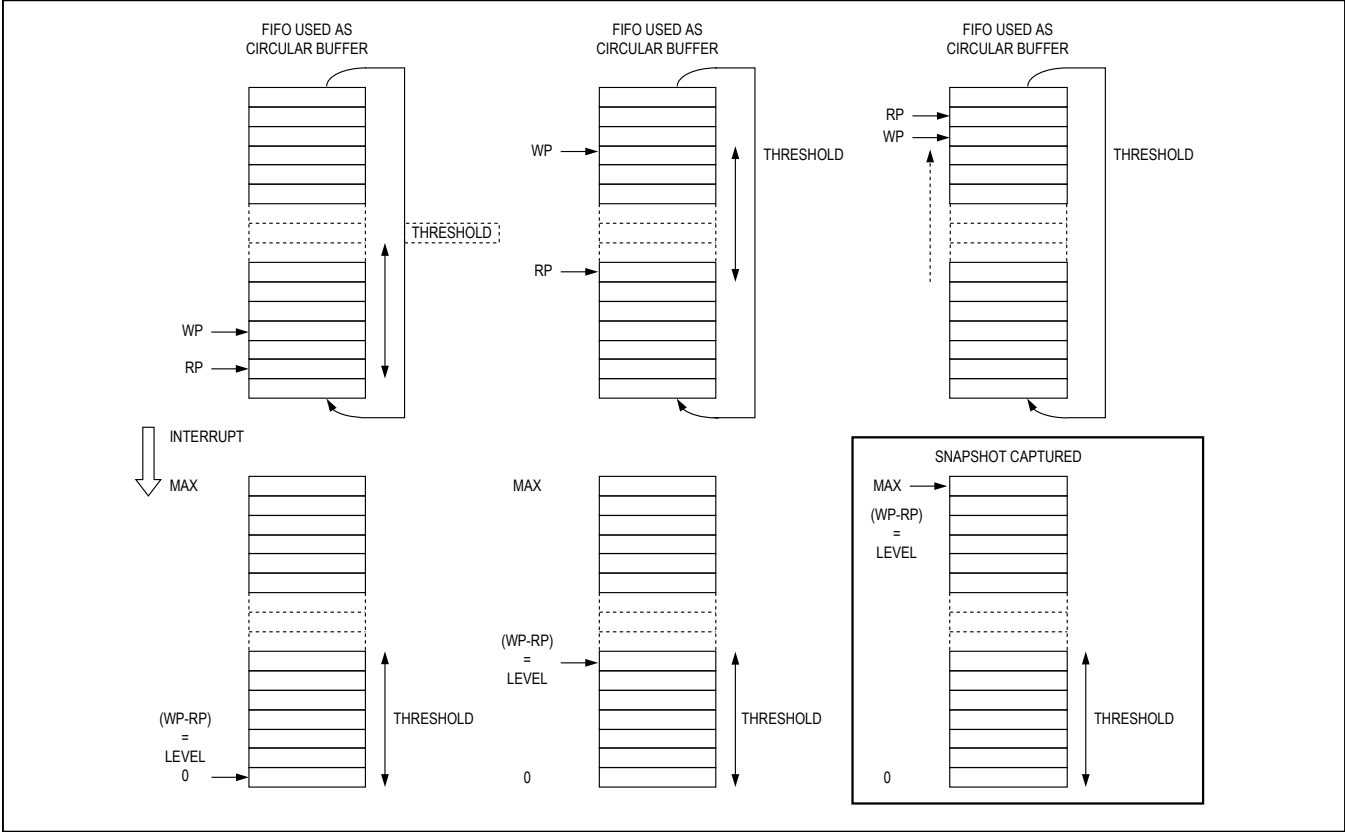 FIFO USED AS
CIRCULAR BUFFER
WP
RP
THRESHOLD
FIFO USED AS
CIRCULAR BUFFER
WP
RP
THRESHOLD
FIFO USED AS
CIRCULAR BUFFER
RP
WP
THRESHOLD
INTERRUPT
MAX
(WP-RP)
=
LEVEL
0
THRESHOLD
MAX
(WP-RP)
=
LEVEL
0
THRESHOLD
SNAPSHOT CAPTURED
MAX
(WP-RP)
=
LEVEL
0
THRESHOLD